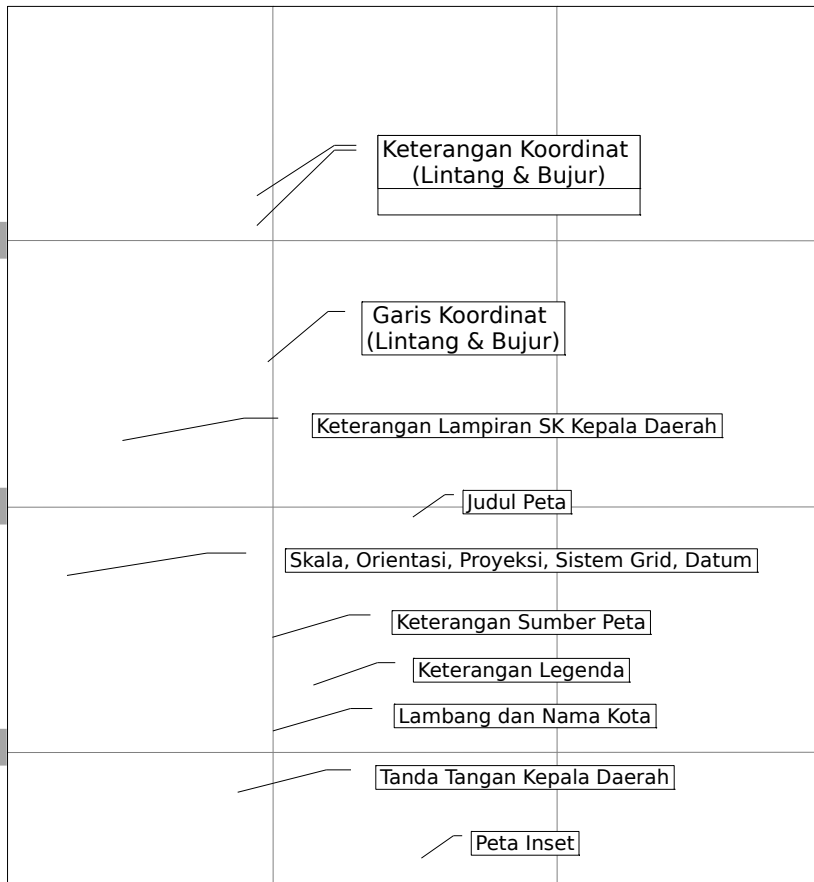 Keterangan Koordinat
(Lintang & Bujur)
Garis Koordinat
(Lintang & Bujur)
Keterangan Lampiran SK Kepala Daerah
Judul Peta
Skala, Orientasi, Proyeksi, Sistem Grid, Datum
Keterangan Sumber Peta
Keterangan Legenda
Lambang dan Nama Kota
Tanda Tangan Kepala Daerah
Peta Inset